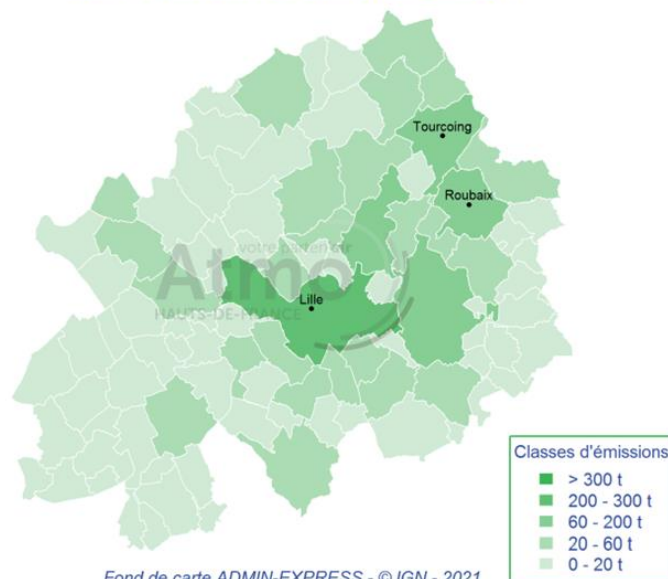 Tourcoing
Roubaix
votre partenaire
Atmo
HAUTS-DE-FRANCE
Lille
Classes d'émissions
> 300 t
200 - 300 t
60 - 200 t
20 - 60 t
0 - 20 t
Fond de carte ADMIN-EXPRESS - © IGN - 2021